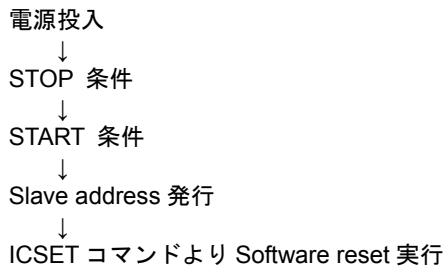 電源投入
↓
STOP 条件
↓
START 条件
↓
Slave address 発行
↓
ICSET コマンドより Software reset 実行